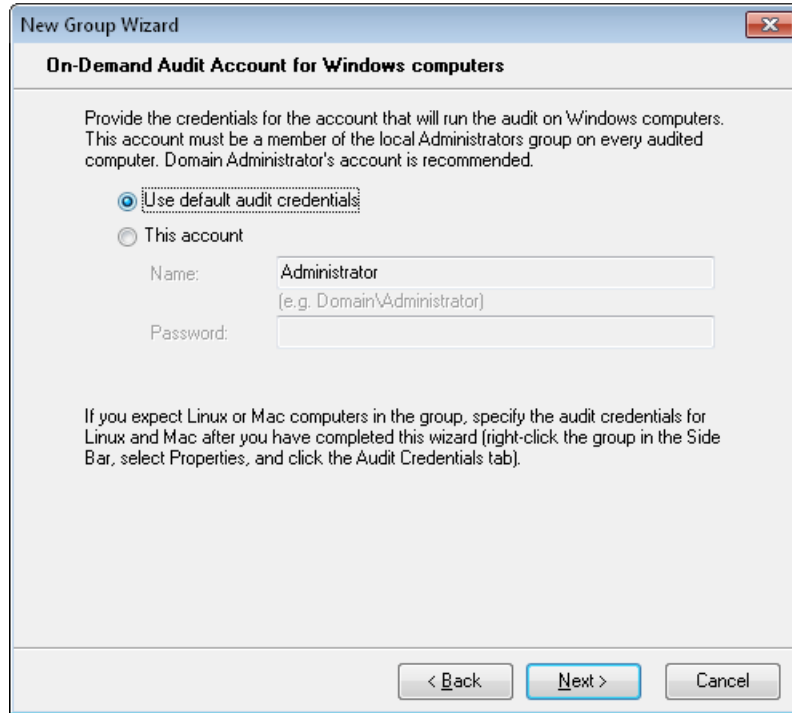 New Group Wizard
On-Demand Audit Account for Windows computers
Provide the credentials for the account that will run the audit on Windows computers.
This account must be a member of the local Administrators group on every audited
computer. Domain Administrator's account is recommended.
Use default audit credentials
This account
Name:
Administrator
(e.g. Domain\Administrator)
Password:
If you expect Linux or Mac computers in the group, specify the audit credentials for
Linux and Mac after you have completed this wizard (right-click the group in the Side
Bar, select Properties, and click the Audit Credentials tab).
< Back
Next >
Cancel